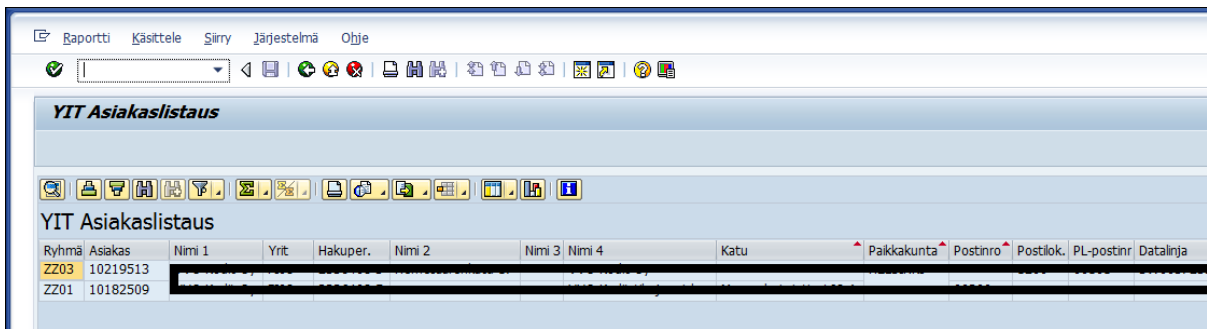 Raportti Käsittele Siirry Järjestelmä Ohje
YIT Asiakaslistaus
YIT Asiakaslistaus
Ryhmä Asiakas Nimi 1 Yrit Hakuper. Nimi 2 Nimi 3 Nimi 4 Katu Paikkakunta Postinro Postilok. PL-postinr Datalinja
ZZ03 10219513
ZZ01 10182509